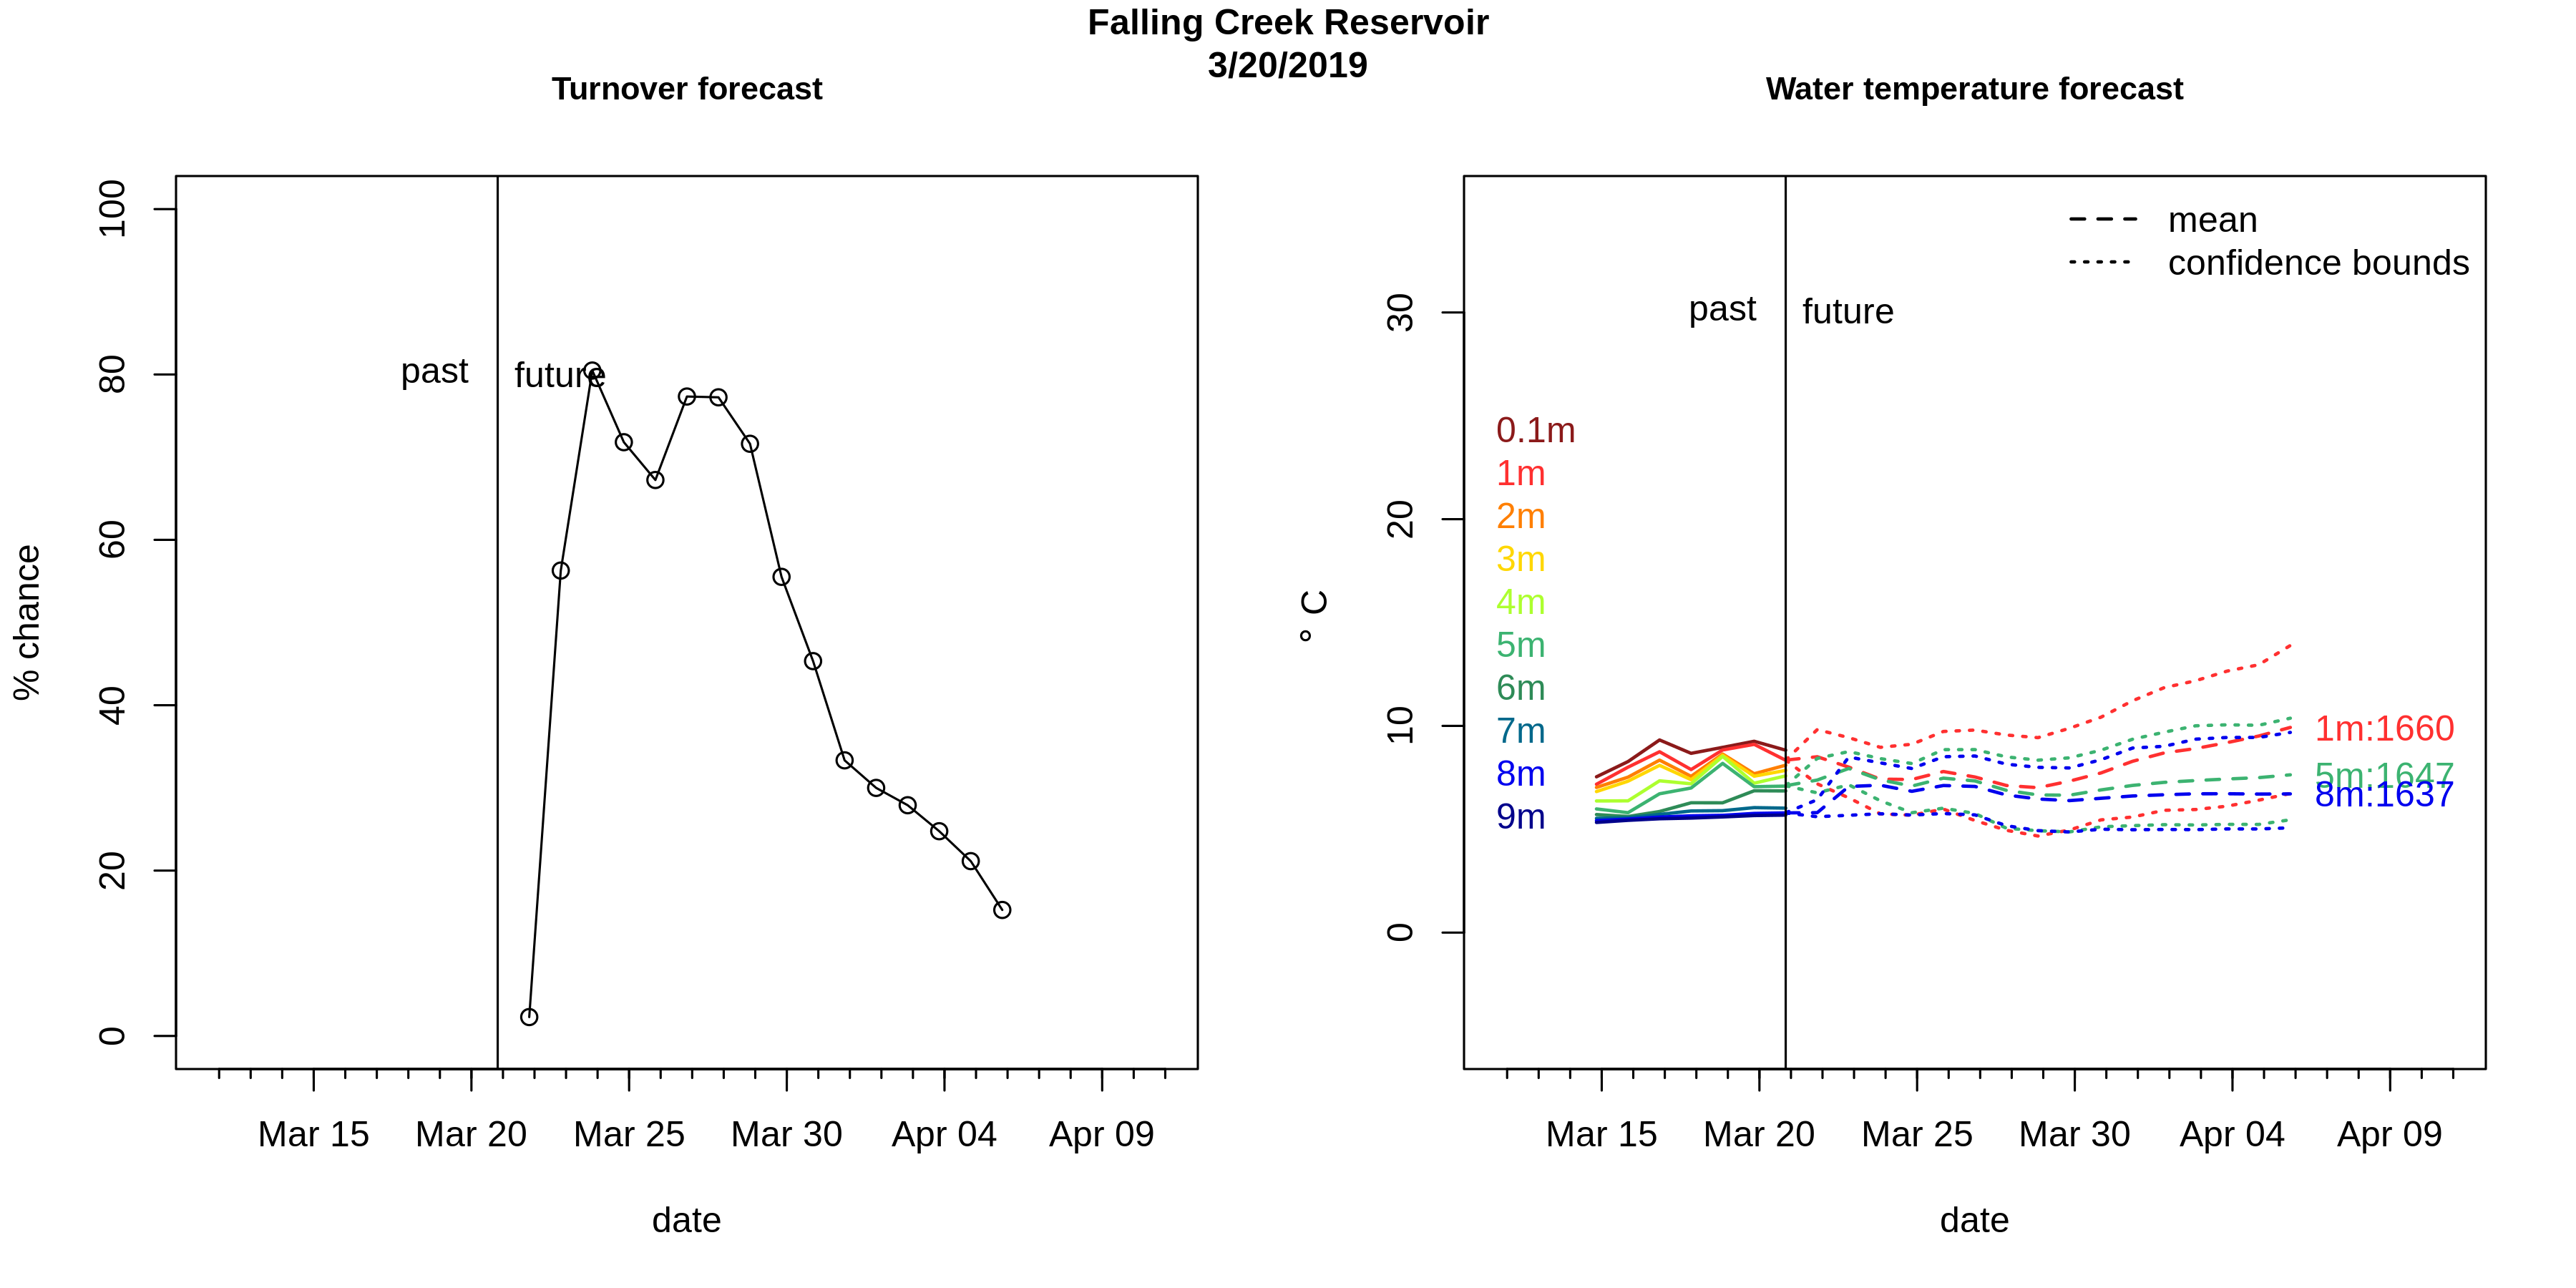 Falling Creek Reservoir
3/20/2019
Turnover forecast
% chance
100
80
60
40
20
0
past
future
Mar 15
Mar 20
Mar 25
Mar 30
Apr 04
Apr 09
date
Water temperature forecast
° C
30
20
10
0
mean
confidence bounds
past
future
0.1m
1m
2m
3m
4m
5m
6m
7m
8m
9m
1m:1660
5m:1647
8m:1637
Mar 15
Mar 20
Mar 25
Mar 30
Apr 04
Apr 09
date